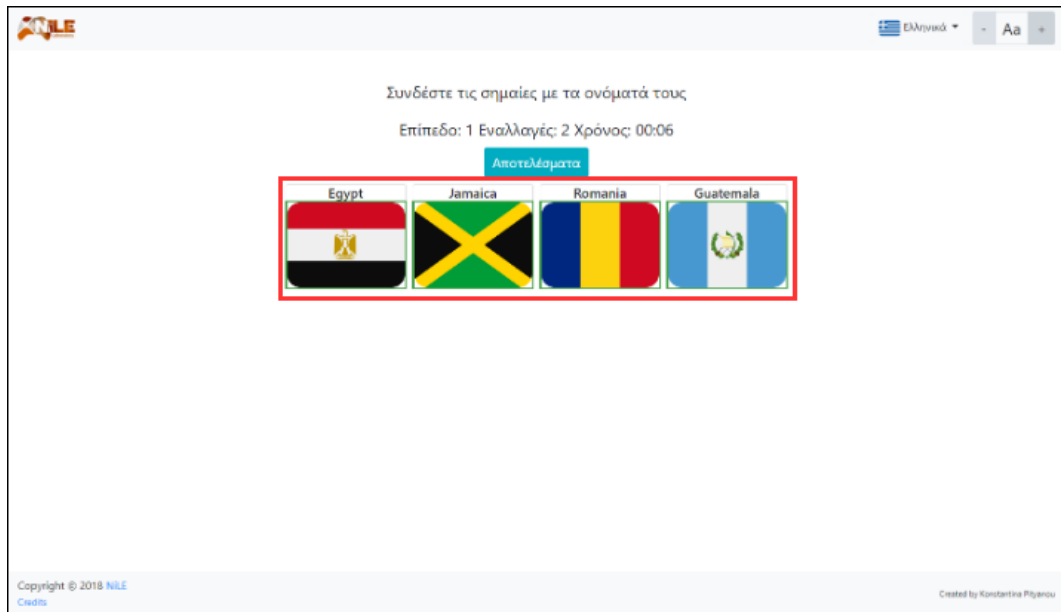 NiLE
Ελληνικά
- Aa +
Συνδέστε τις σημαίες με τα ονόματά τους
Επίπεδο: 1 Εναλλαγές: 2 Χρόνος: 00:06
Αποτελέσματα
Egypt Jamaica Romania Guatemala
Copyright © 2018 NiLE
Credits
Created by Konstantina Pityanou